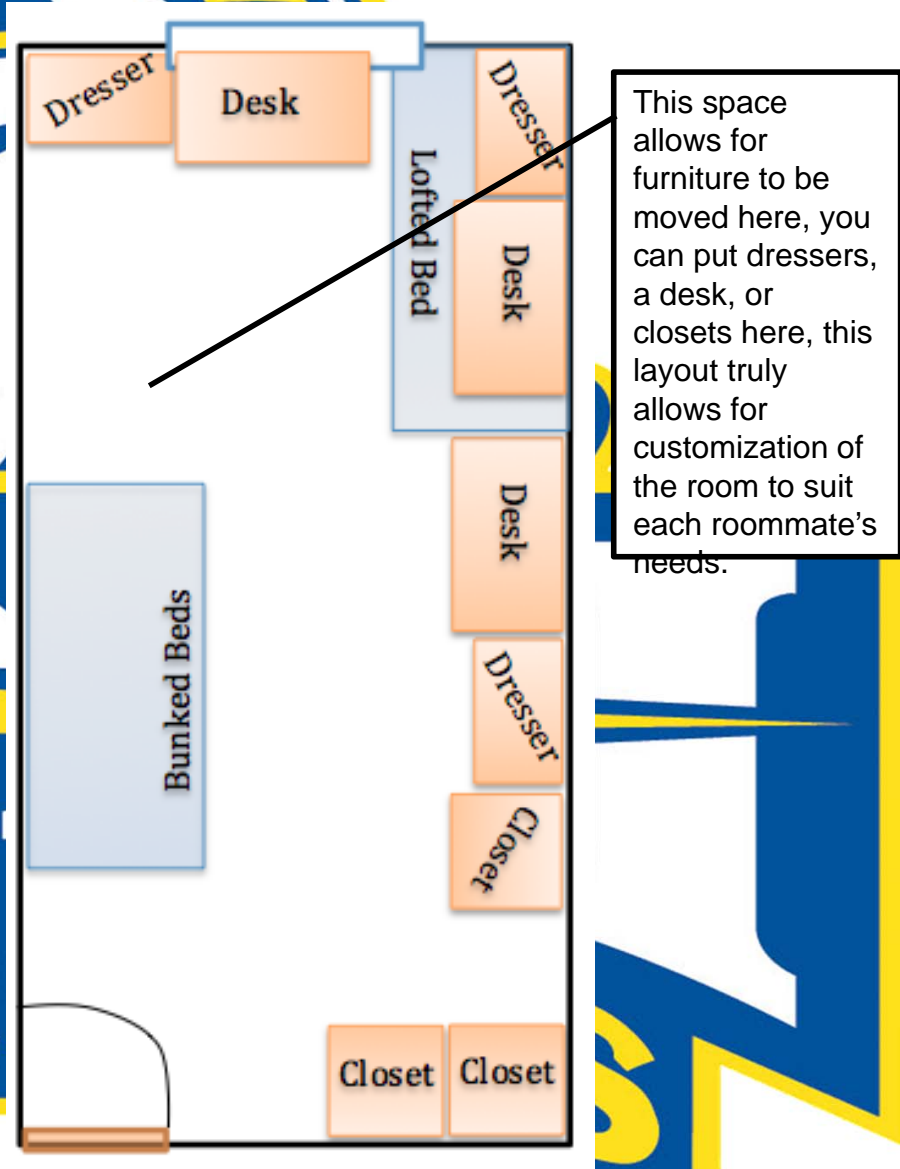 Dresser
Desk
Dresser
Lofted Bed
Desk
This space
allows for
furniture to be
moved here, you
can put dressers,
a desk, or
closets here, this
layout truly
allows for
customization of
the room to suit
each roommate’s
needs.
Desk
Bunked Beds
Dresser
Closet
Closet
Closet
S